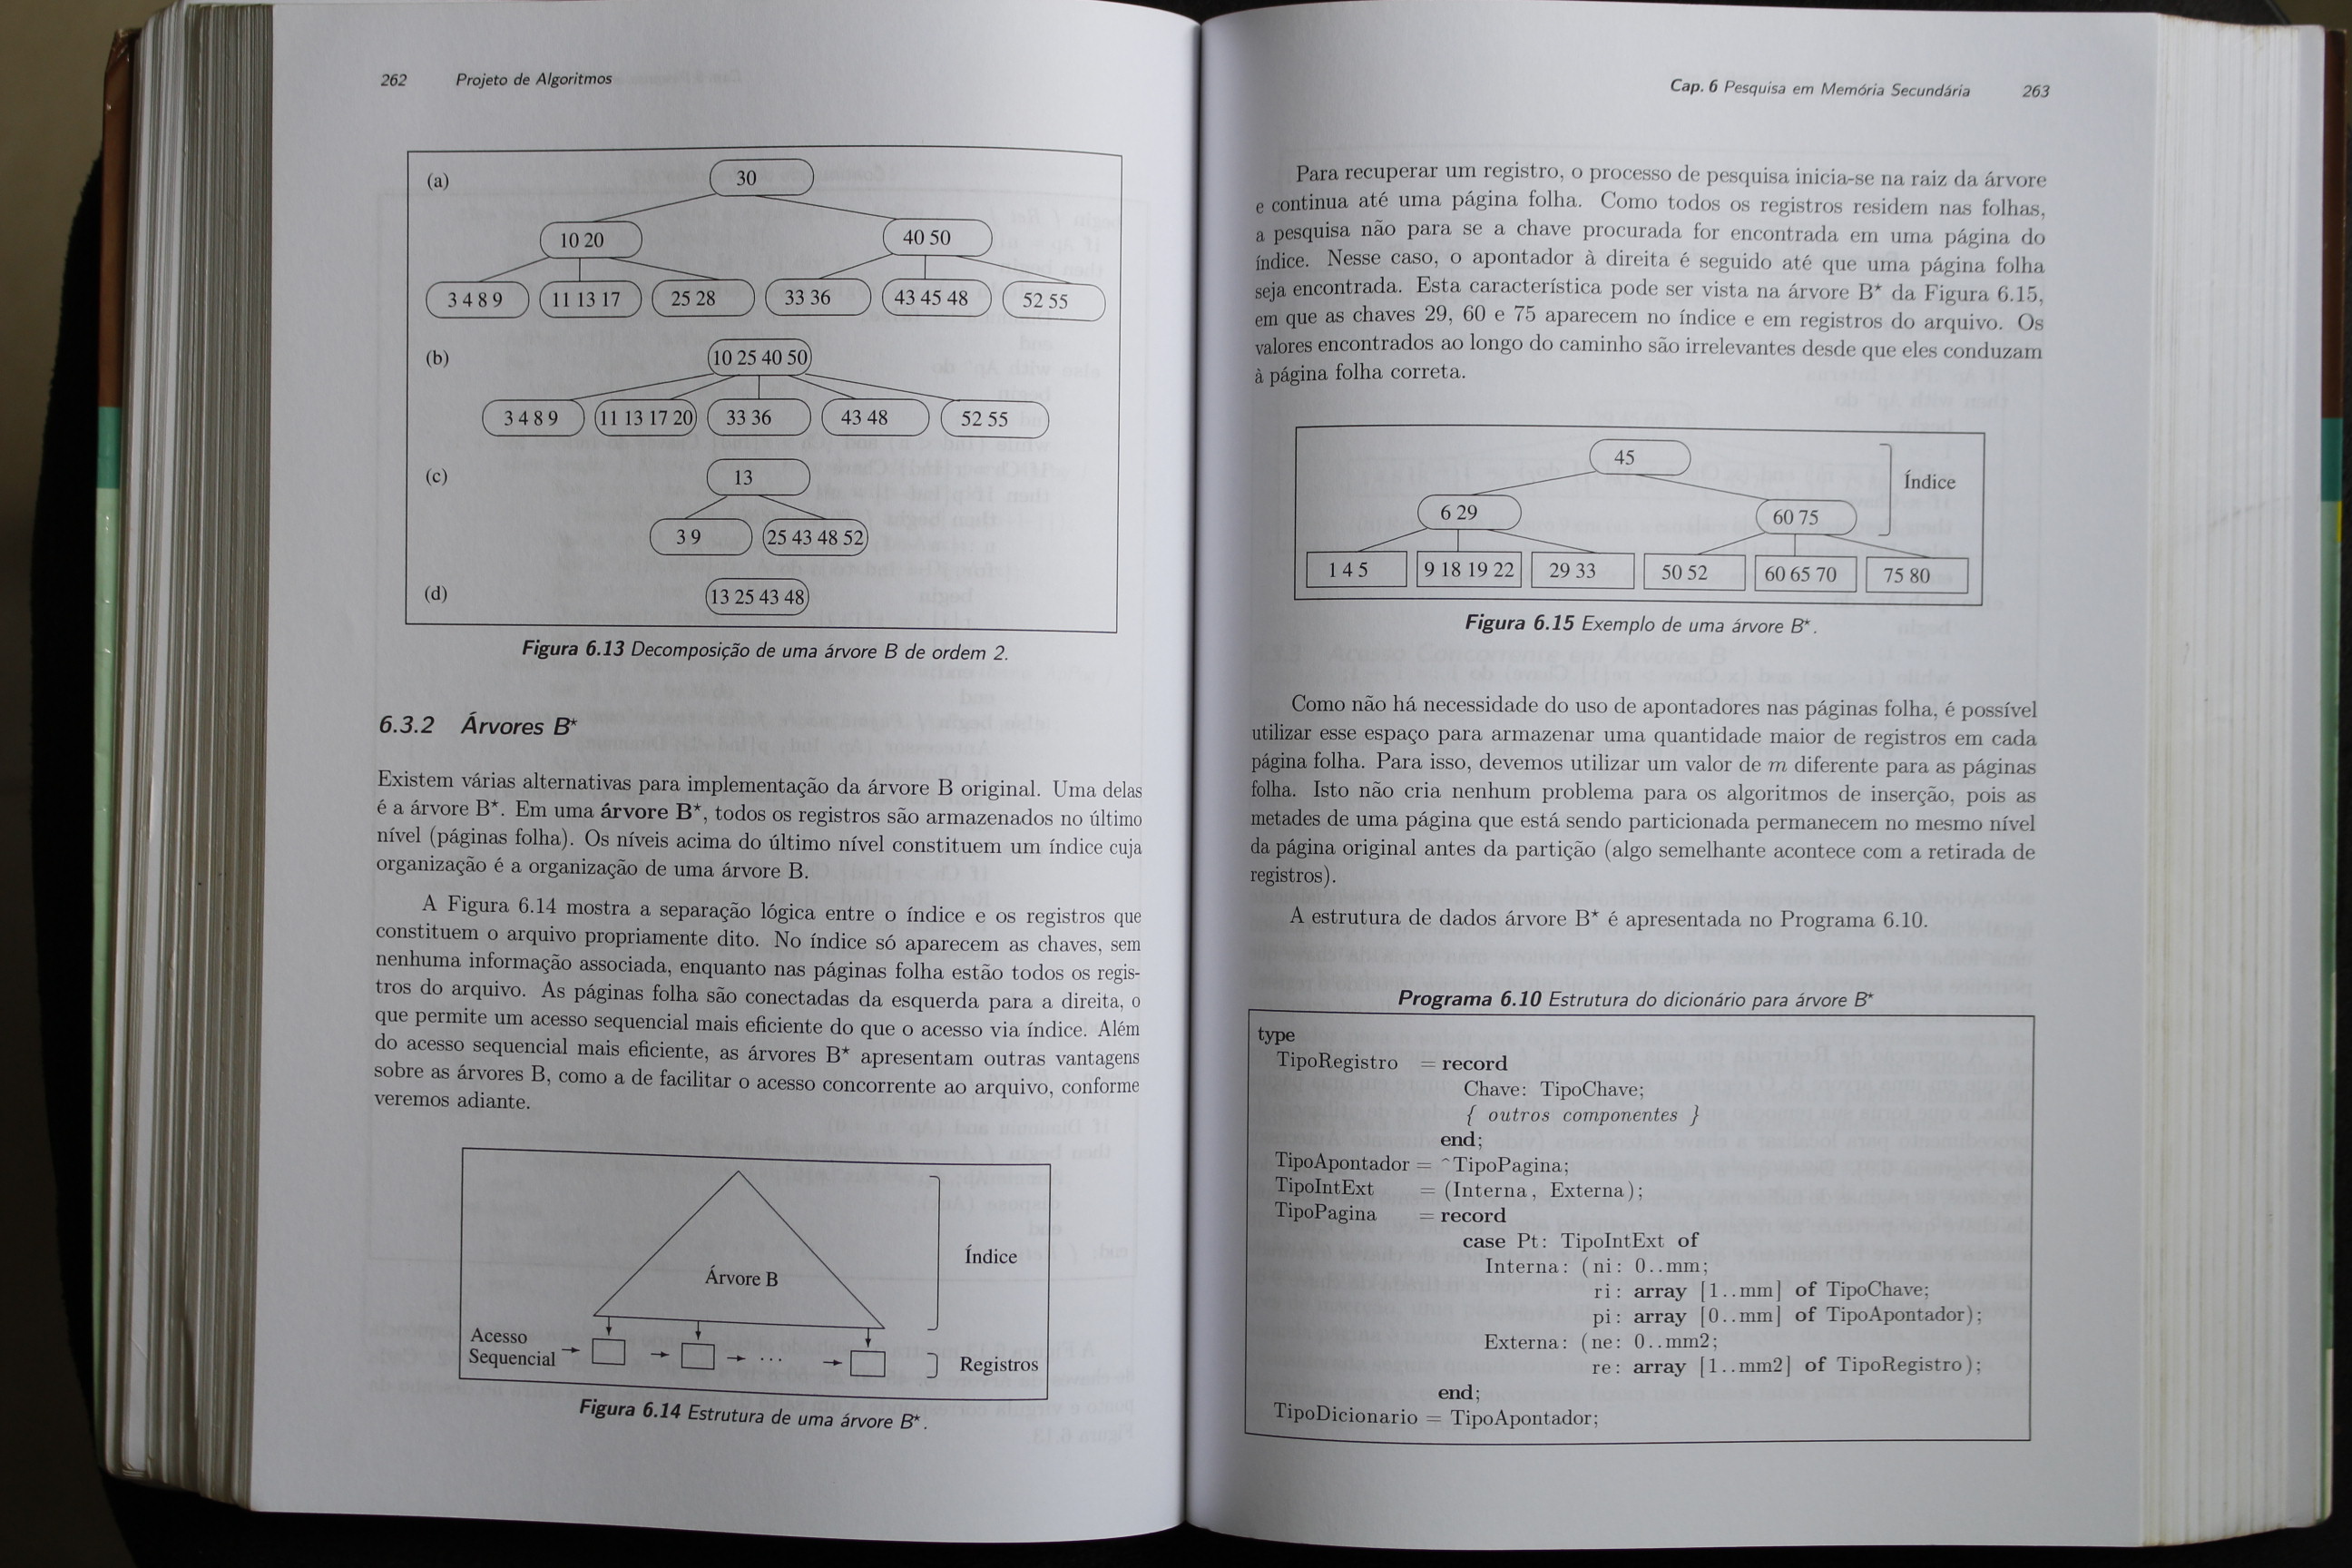 262 Projeto de Algoritmos
(a)
30
10 20 40 50
3 4 8 9 11 13 17 25 28 33 36 43 45 48 52 55
(b)
10 25 40 50
3 4 8 9 11 13 17 20 33 36 43 48 52 55
(c)
13
3 9 25 43 48 52
(d)
13 25 43 48
Figura 6.13 Decomposição de uma árvore B de ordem 2.
6.3.2 Árvores B*
Existem várias alternativas para implementação da árvore B original. Uma delas
é a árvore B*. Em uma árvore B*, todos os registros são armazenados no último
nível (páginas folha). Os níveis acima do último nível constituem um índice cuja
organização é a organização de uma árvore B.
A Figura 6.14 mostra a separação lógica entre o índice e os registros que
constituem o arquivo propriamente dito. No índice só aparecem as chaves, sem
nenhuma informação associada, enquanto nas páginas folha estão todos os regis-
tros do arquivo. As páginas folha são conectadas da esquerda para a direita, o
que permite um acesso sequencial mais eficiente do que o acesso via índice. Além
do acesso sequencial mais eficiente, as árvores B* apresentam outras vantagens
sobre as árvores B, como a de facilitar o acesso concorrente ao arquivo, conforme
veremos adiante.
Índice
Árvore B
Acesso
Sequencial → → → ... → Registros
Figura 6.14 Estrutura de uma árvore B*.
Cap. 6 Pesquisa em Memória Secundária 263
Para recuperar um registro, o processo de pesquisa inicia-se na raiz da árvore
e continua até uma página folha. Como todos os registros residem nas folhas,
a pesquisa não para se a chave procurada for encontrada em uma página do
índice. Nesse caso, o apontador à direita é seguido até que uma página folha
seja encontrada. Esta característica pode ser vista na árvore B* da Figura 6.15,
em que as chaves 29, 60 e 75 aparecem no índice e em registros do arquivo. Os
valores encontrados ao longo do caminho são irrelevantes desde que eles conduzam
à página folha correta.
45
Índice
6 29 60 75
1 4 5 9 18 19 22 29 33 50 52 60 65 70 75 80
Figura 6.15 Exemplo de uma árvore B*.
Como não há necessidade do uso de apontadores nas páginas folha, é possível
utilizar esse espaço para armazenar uma quantidade maior de registros em cada
página folha. Para isso, devemos utilizar um valor de m diferente para as páginas
folha. Isto não cria nenhum problema para os algoritmos de inserção, pois as
metades de uma página que está sendo particionada permanecem no mesmo nível
da página original antes da partição (algo semelhante acontece com a retirada de
registros).
A estrutura de dados árvore B* é apresentada no Programa 6.10.
Programa 6.10 Estrutura do dicionário para árvore B*
type
TipoRegistro = record
Chave: TipoChave;
{ outros componentes }
end;
TipoApontador = ^TipoPagina;
TipoIntExt = (Interna, Externa);
TipoPagina = record
case Pt: TipoIntExt of
Interna: (ni: 0..mm;
ri: array [1..mm] of TipoChave;
pi: array [0..mm] of TipoApontador);
Externa: (ne: 0..mm2;
re: array [1..mm2] of TipoRegistro);
end;
TipoDicionario = TipoApontador;